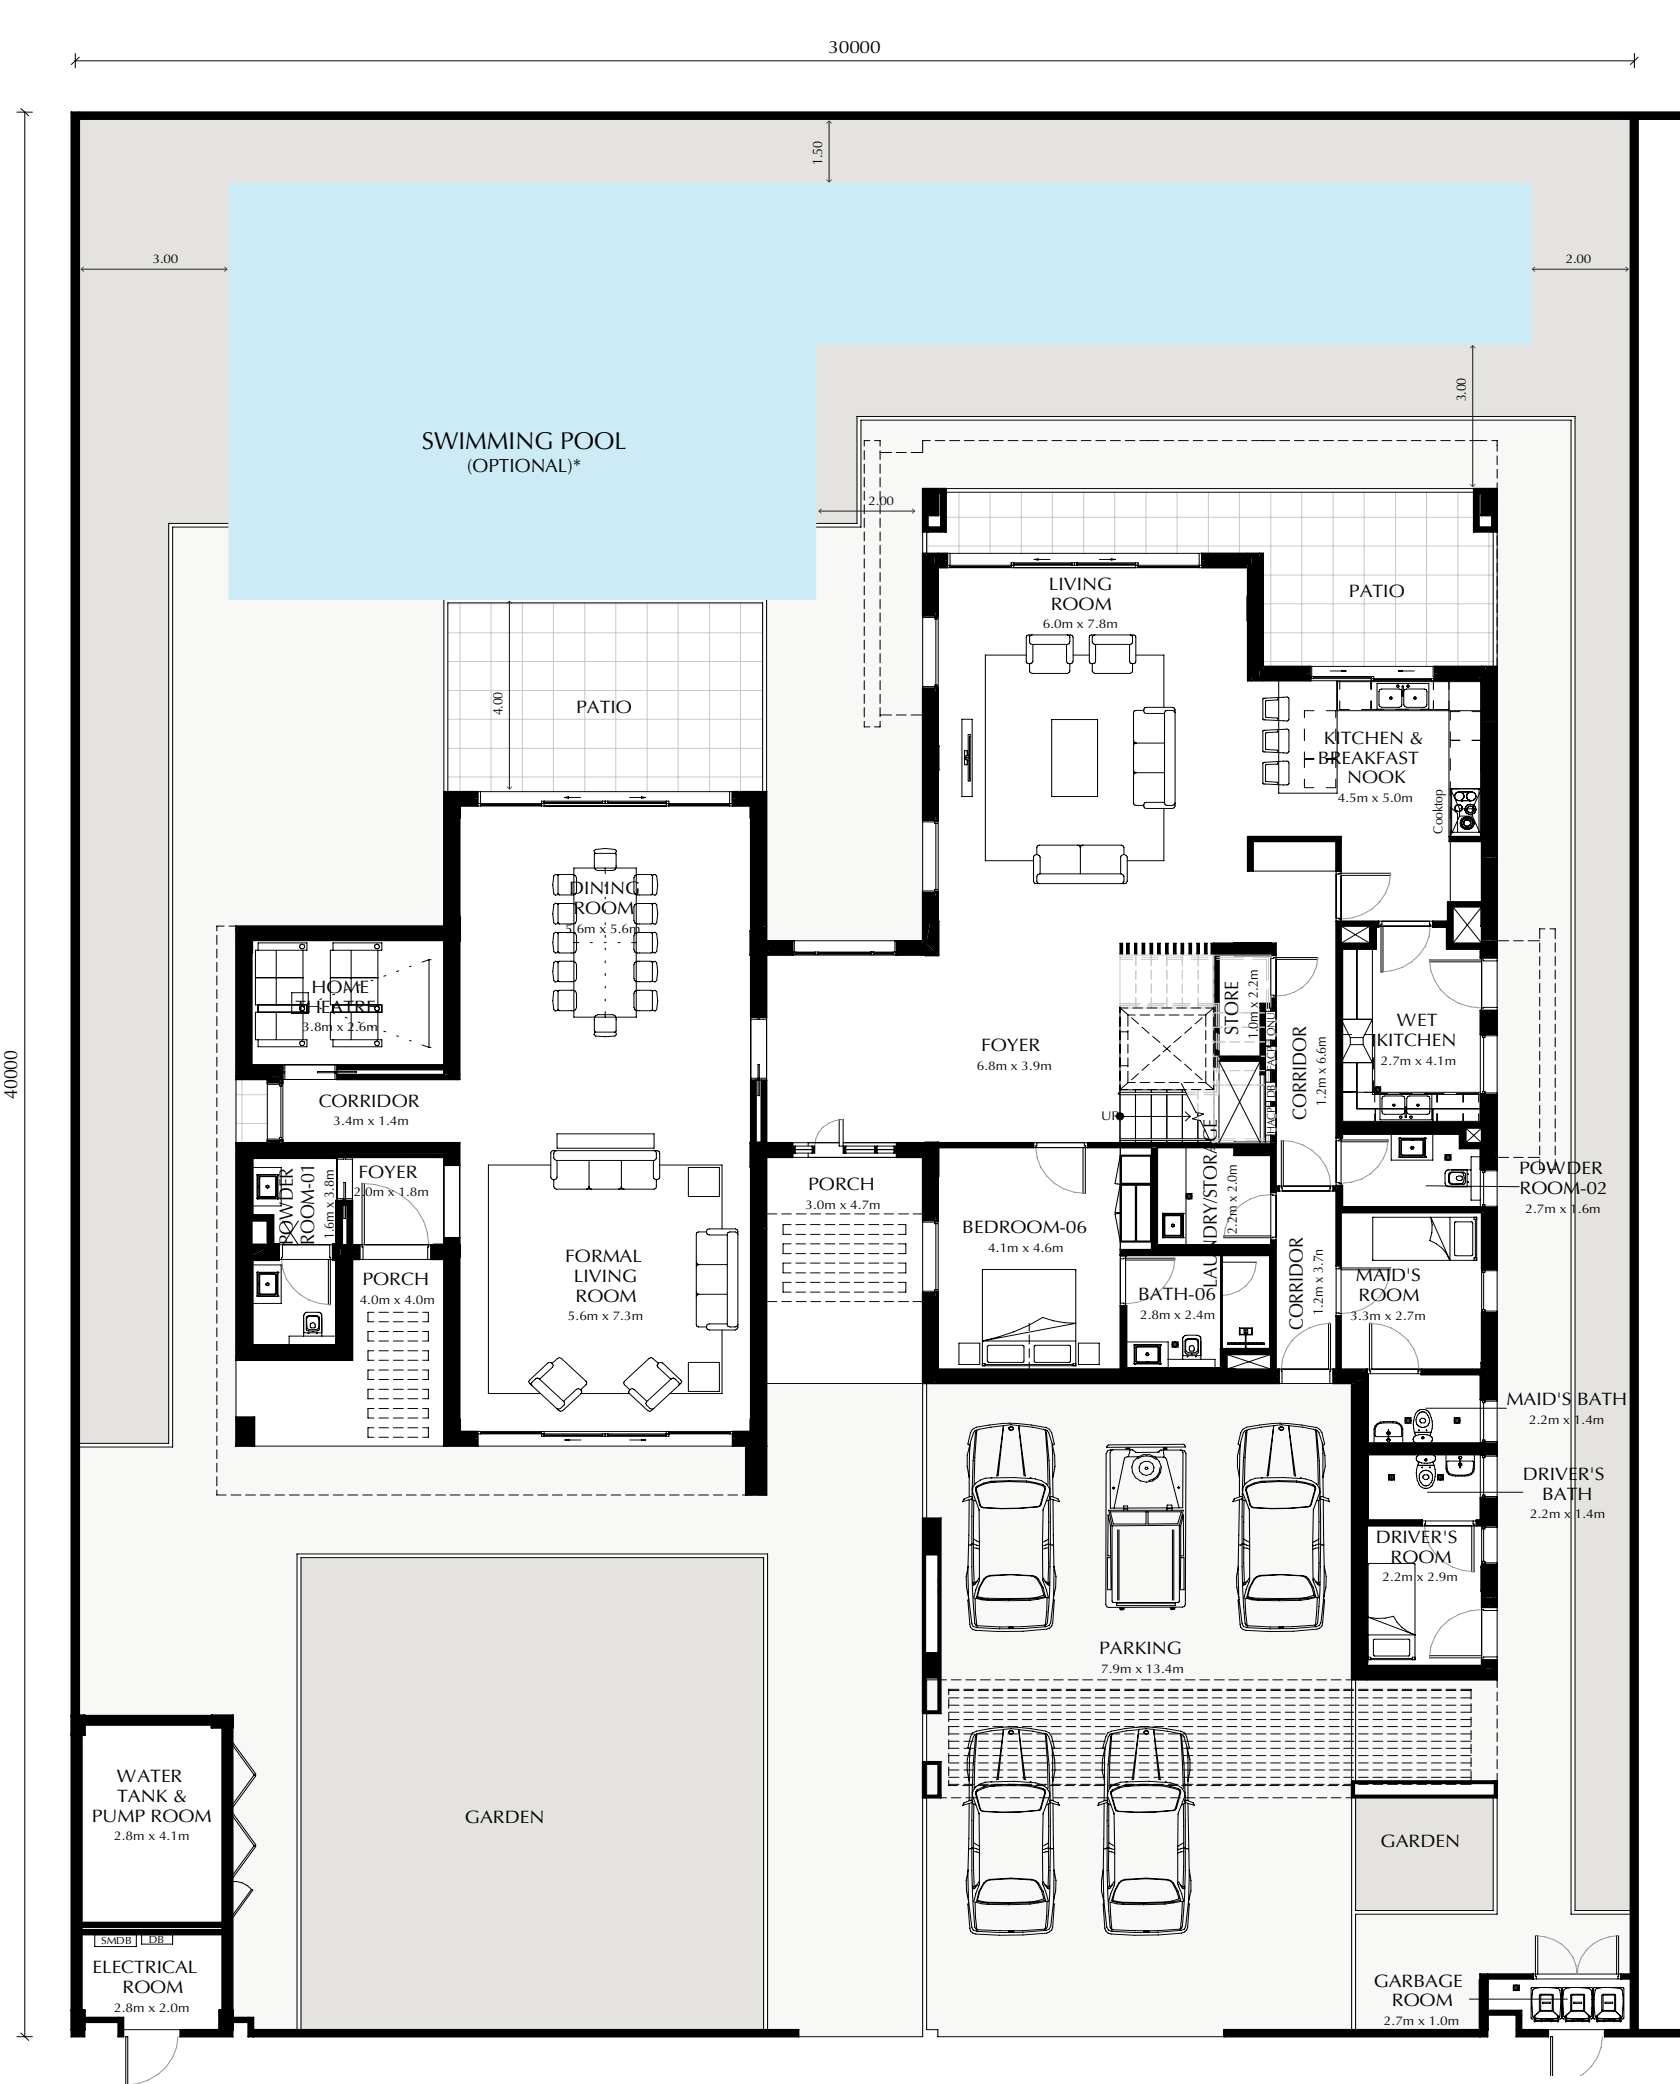 30000
40000
1.50
3.00
2.00
3.00
SWIMMING POOL
(OPTIONAL)*
2.00
LIVING
ROOM
6.0m x 7.8m
PATIO
4.00
PATIO
KITCHEN &
BREAKFAST
NOOK
4.5m x 5.0m
Cooktop
DINING
ROOM
5.6m x 5.6m
HOME
THEATRE
3.8m x 2.6m
STORE
1.0m x 2.2m
WET
KITCHEN
2.7m x 4.1m
FOYER
6.8m x 3.9m
CORRIDOR
1.2m x 6.6m
CORRIDOR
3.4m x 1.4m
UP
POWDER
ROOM-01
1.6m x 3.8m
FOYER
2.0m x 1.8m
PORCH
3.0m x 4.7m
LAUNDRY/STORAGE
2.2m x 2.0m
POWDER
ROOM-02
2.7m x 1.6m
BEDROOM-06
4.1m x 4.6m
FORMAL
LIVING
ROOM
5.6m x 7.3m
PORCH
4.0m x 4.0m
BATH-06
2.8m x 2.4m
CORRIDOR
1.2m x 3.7m
MAID'S
ROOM
3.3m x 2.7m
MAID'S BATH
2.2m x 1.4m
DRIVER'S
BATH
2.2m x 1.4m
DRIVER'S
ROOM
2.2m x 2.9m
PARKING
7.9m x 13.4m
WATER
TANK &
PUMP ROOM
2.8m x 4.1m
GARDEN
GARDEN
SMDB
DB
ELECTRICAL
ROOM
2.8m x 2.0m
GARBAGE
ROOM
2.7m x 1.0m